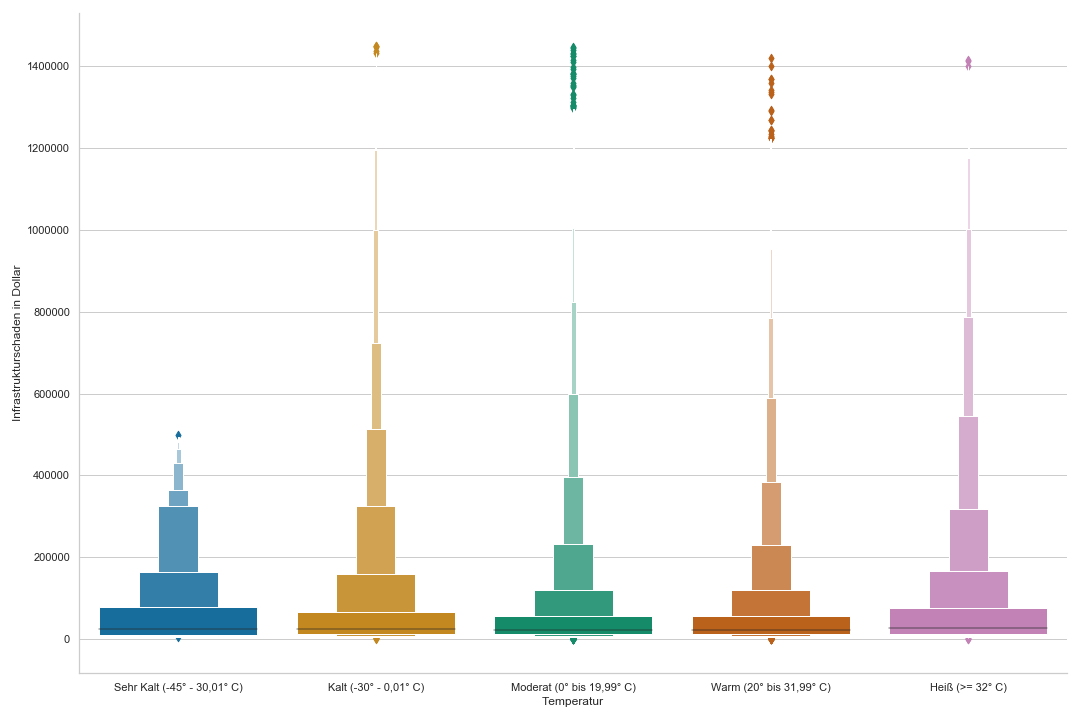 1400000
1200000
1000000
800000
600000
400000
200000
0
Infrastrukturschaden in Dollar
Sehr Kalt (-45° - 30,01° C)
Kalt (-30° - 0,01° C)
Moderat (0° bis 19,99° C)
Warm (20° bis 31,99° C)
Heiß (>= 32° C)
Temperatur